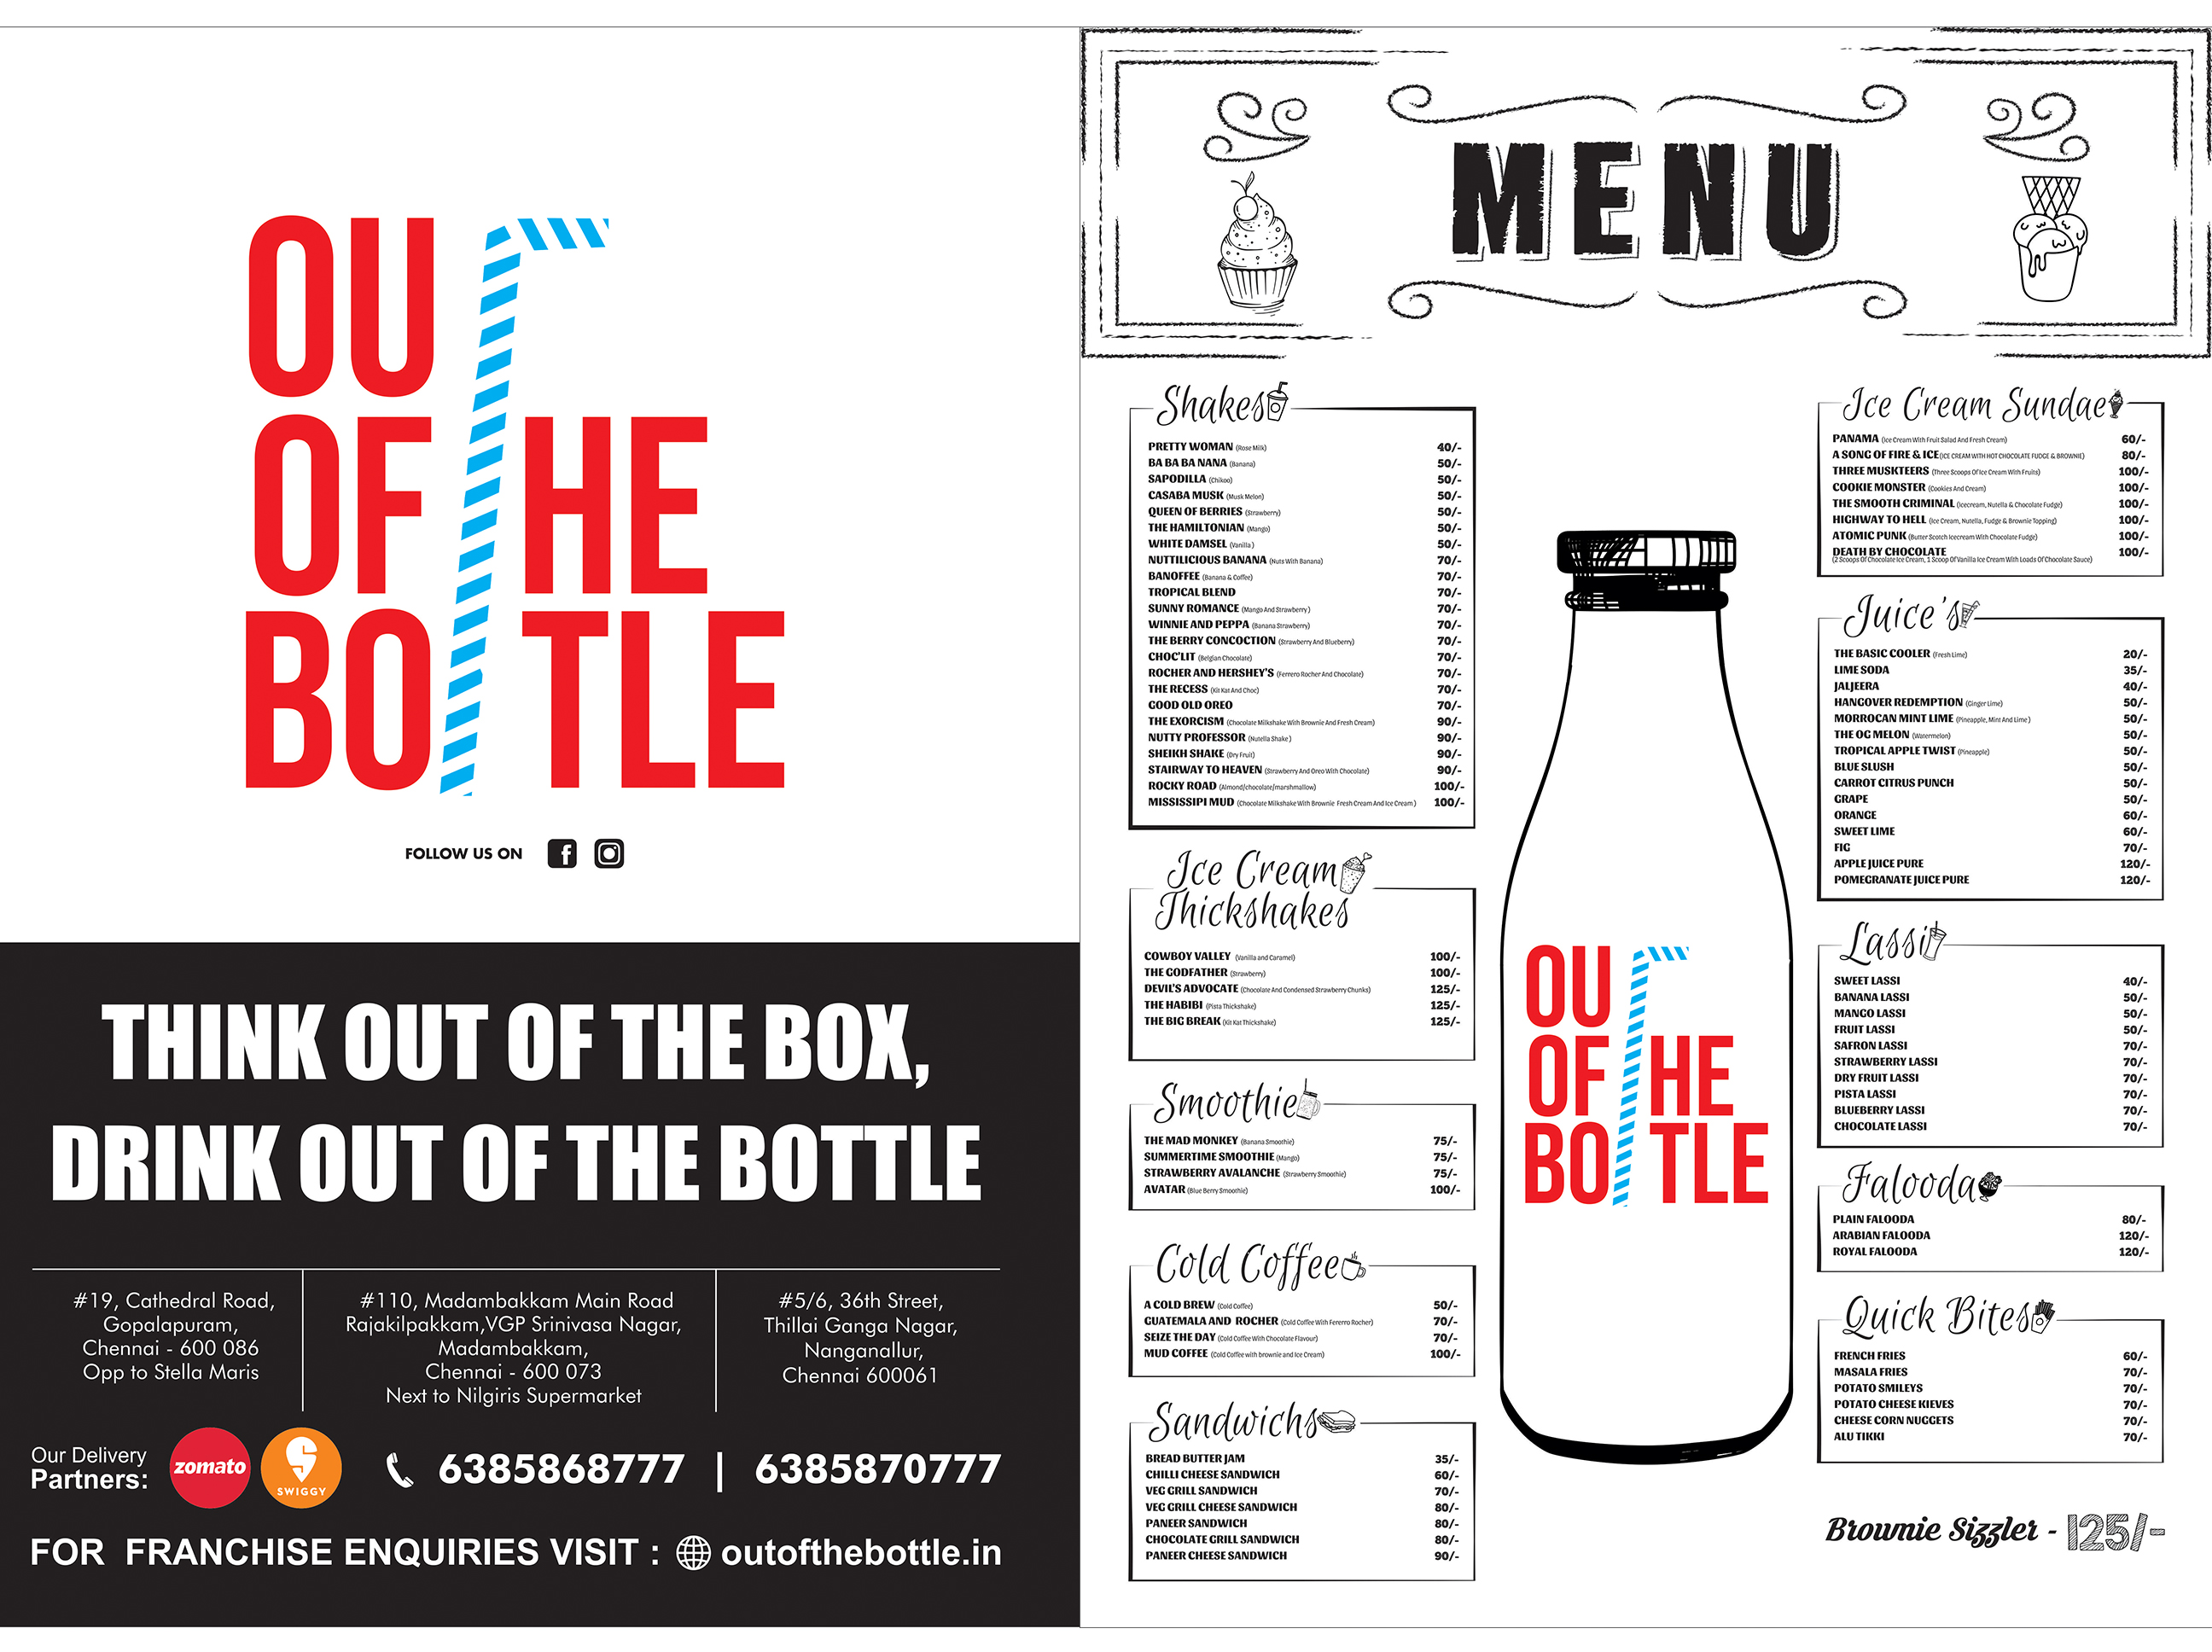 OU
OF HE
BO TLE
FOLLOW US ON
THINK OUT OF THE BOX,
DRINK OUT OF THE BOTTLE
#19, Cathedral Road,
Gopalapuram,
Chennai - 600 086
Opp to Stella Maris
#110, Madambakkam Main Road
Rajakilpakkam,VGP Srinivasa Nagar,
Madambakkam,
Chennai - 600 073
Next to Nilgiris Supermarket
#5/6, 36th Street,
Thillai Ganga Nagar,
Nanganallur,
Chennai 600061
Our Delivery
Partners:
zomato
SWIGGY
6385868777 | 6385870777
FOR FRANCHISE ENQUIRIES VISIT : outofthebottle.in
MENU
Shakes
PRETTY WOMAN (Rose Milk) 40/-
BA BA BA NANA (Banana) 50/-
SAPODILLA (Chikoo) 50/-
CASABA MUSK (Musk Melon) 50/-
QUEEN OF BERRIES (Strawberry) 50/-
THE HAMILTONIAN (Mango) 50/-
WHITE DAMSEL (Vanilla ) 50/-
NUTTILICIOUS BANANA (Nuts With Banana) 70/-
BANOFFEE (Banana & Coffee) 70/-
TROPICAL BLEND 70/-
SUNNY ROMANCE (Mango And Strawberry ) 70/-
WINNIE AND PEPPA (Banana Strawberry) 70/-
THE BERRY CONCOCTION (Strawberry And Blueberry) 70/-
CHOC'LIT (Belgian Chocolate) 70/-
ROCHER AND HERSHEY'S (Ferrero Rocher And Chocolate) 70/-
THE RECESS (Kit Kat And Choc) 70/-
GOOD OLD OREO 70/-
THE EXORCISM (Chocolate Milkshake With Brownie And Fresh Cream) 90/-
NUTTY PROFESSOR (Nutella Shake ) 90/-
SHEIKH SHAKE (Dry Fruit) 90/-
STAIRWAY TO HEAVEN (Strawberry And Oreo With Chocolate) 90/-
ROCKY ROAD (Almond/chocolate/marshmallow) 100/-
MISSISSIPI MUD (Chocolate Milkshake With Brownie Fresh Cream And Ice Cream ) 100/-
Ice Cream
Thickshakes
COWBOY VALLEY (Vanilla and Caramel) 100/-
THE GODFATHER (Strawberry) 100/-
DEVIL'S ADVOCATE (Chocolate And Condensed Strawberry Chunks) 125/-
THE HABIBI (Pista Thickshake) 125/-
THE BIG BREAK (Kit Kat Thickshake) 125/-
Smoothie
THE MAD MONKEY (Banana Smoothie) 75/-
SUMMERTIME SMOOTHIE (Mango) 75/-
STRAWBERRY AVALANCHE (Strawberry Smoothie) 75/-
AVATAR (Blue Berry Smoothie) 100/-
Cold Coffee
A COLD BREW (Cold Coffee) 50/-
GUATEMALA AND ROCHER (Cold Coffee With Fererro Rocher) 70/-
SEIZE THE DAY (Cold Coffee With Chocolate Flavour) 70/-
MUD COFFEE (Cold Coffee with brownie and Ice Cream) 100/-
Sandwichs
BREAD BUTTER JAM 35/-
CHILLI CHEESE SANDWICH 60/-
VEG GRILL SANDWICH 70/-
VEG GRILL CHEESE SANDWICH 80/-
PANEER SANDWICH 80/-
CHOCOLATE GRILL SANDWICH 80/-
PANEER CHEESE SANDWICH 90/-
OU
OF HE
BO TLE
Ice Cream Sundae
PANAMA (Ice Cream With Fruit Salad And Fresh Cream) 60/-
A SONG OF FIRE & ICE (ICE CREAM WITH HOT CHOCOLATE FUDGE & BROWNIE) 80/-
THREE MUSKTEERS (Three Scoops Of Ice Cream With Fruits) 100/-
COOKIE MONSTER (Cookies And Cream) 100/-
THE SMOOTH CRIMINAL (Icecream, Nutella & Chocolate Fudge) 100/-
HIGHWAY TO HELL (Ice Cream, Nutella, Fudge & Brownie Topping) 100/-
ATOMIC PUNK (Butter Scotch Icecream With Chocolate Fudge) 100/-
DEATH BY CHOCOLATE 100/-
(2 Scoops Of Chocolate Ice Cream, 1 Scoop Of Vanilla Ice Cream With Loads Of Chocolate Sauce)
Juice's
THE BASIC COOLER (Fresh Lime) 20/-
LIME SODA 35/-
JALJEERA 40/-
HANGOVER REDEMPTION (Ginger Lime) 50/-
MORROCAN MINT LIME (Pineapple, Mint And Lime ) 50/-
THE OG MELON (Watermelon) 50/-
TROPICAL APPLE TWIST (Pineapple) 50/-
BLUE SLUSH 50/-
CARROT CITRUS PUNCH 50/-
GRAPE 50/-
ORANGE 60/-
SWEET LIME 60/-
FIG 70/-
APPLE JUICE PURE 120/-
POMEGRANATE JUICE PURE 120/-
Lassi
SWEET LASSI 40/-
BANANA LASSI 50/-
MANGO LASSI 50/-
FRUIT LASSI 50/-
SAFRON LASSI 70/-
STRAWBERRY LASSI 70/-
DRY FRUIT LASSI 70/-
PISTA LASSI 70/-
BLUEBERRY LASSI 70/-
CHOCOLATE LASSI 70/-
Falooda
PLAIN FALOODA 80/-
ARABIAN FALOODA 120/-
ROYAL FALOODA 120/-
Quick Bites
FRENCH FRIES 60/-
MASALA FRIES 70/-
POTATO SMILEYS 70/-
POTATO CHEESE KIEVES 70/-
CHEESE CORN NUGGETS 70/-
ALU TIKKI 70/-
Brownie Sizzler - 125/-